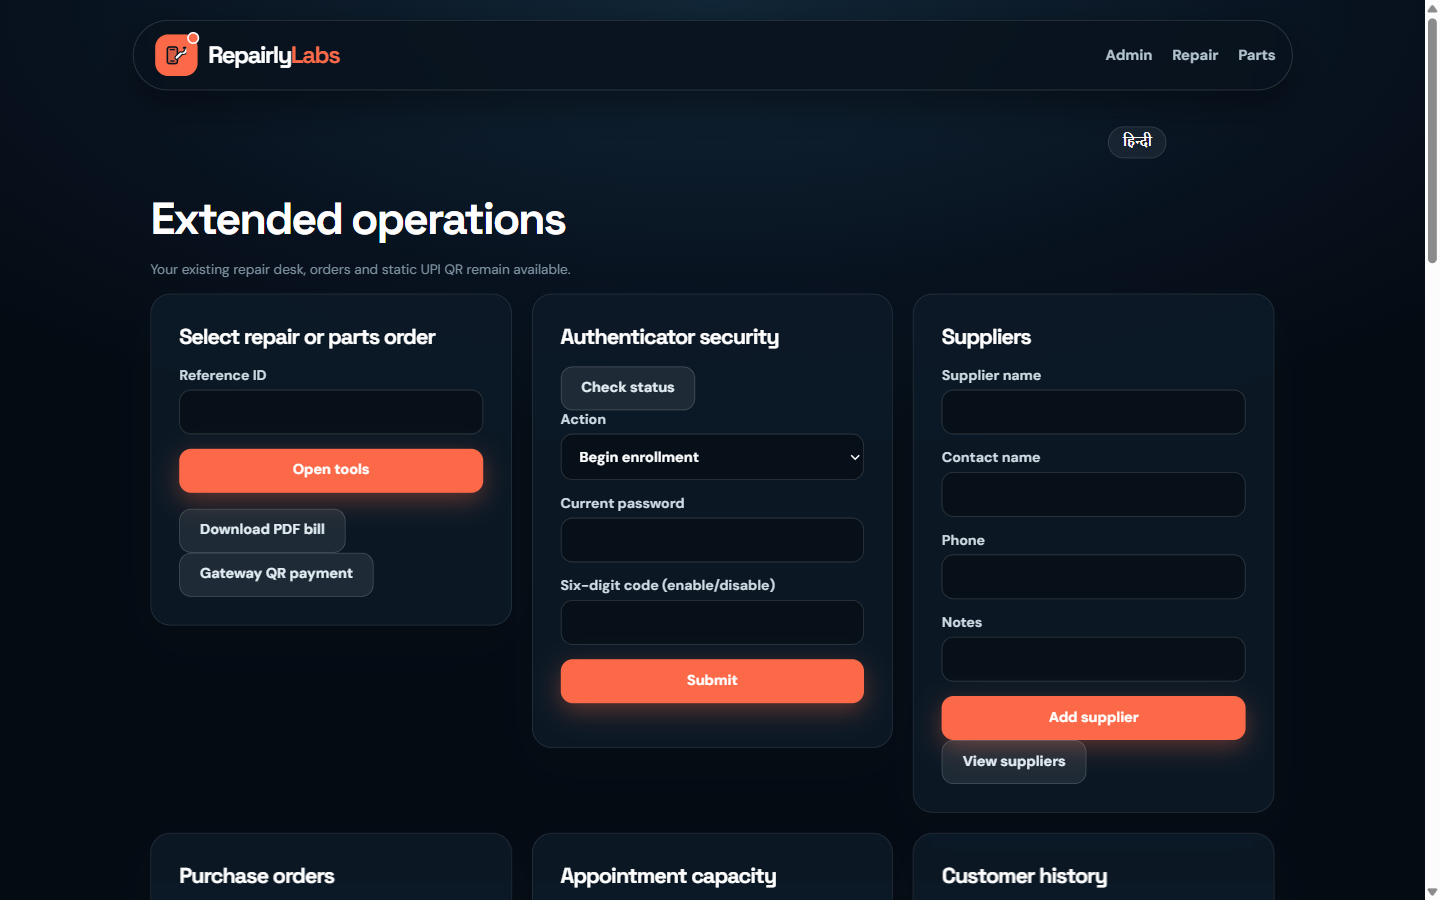 RepairlyLabs
Admin Repair Parts
हिन्दी
Extended operations
Your existing repair desk, orders and static UPI QR remain available.
Select repair or parts order
Reference ID
Open tools
Download PDF bill
Gateway QR payment
Authenticator security
Check status
Action
Begin enrollment
Current password
Six-digit code (enable/disable)
Submit
Suppliers
Supplier name
Contact name
Phone
Notes
Add supplier
View suppliers
Purchase orders
Appointment capacity
Customer history